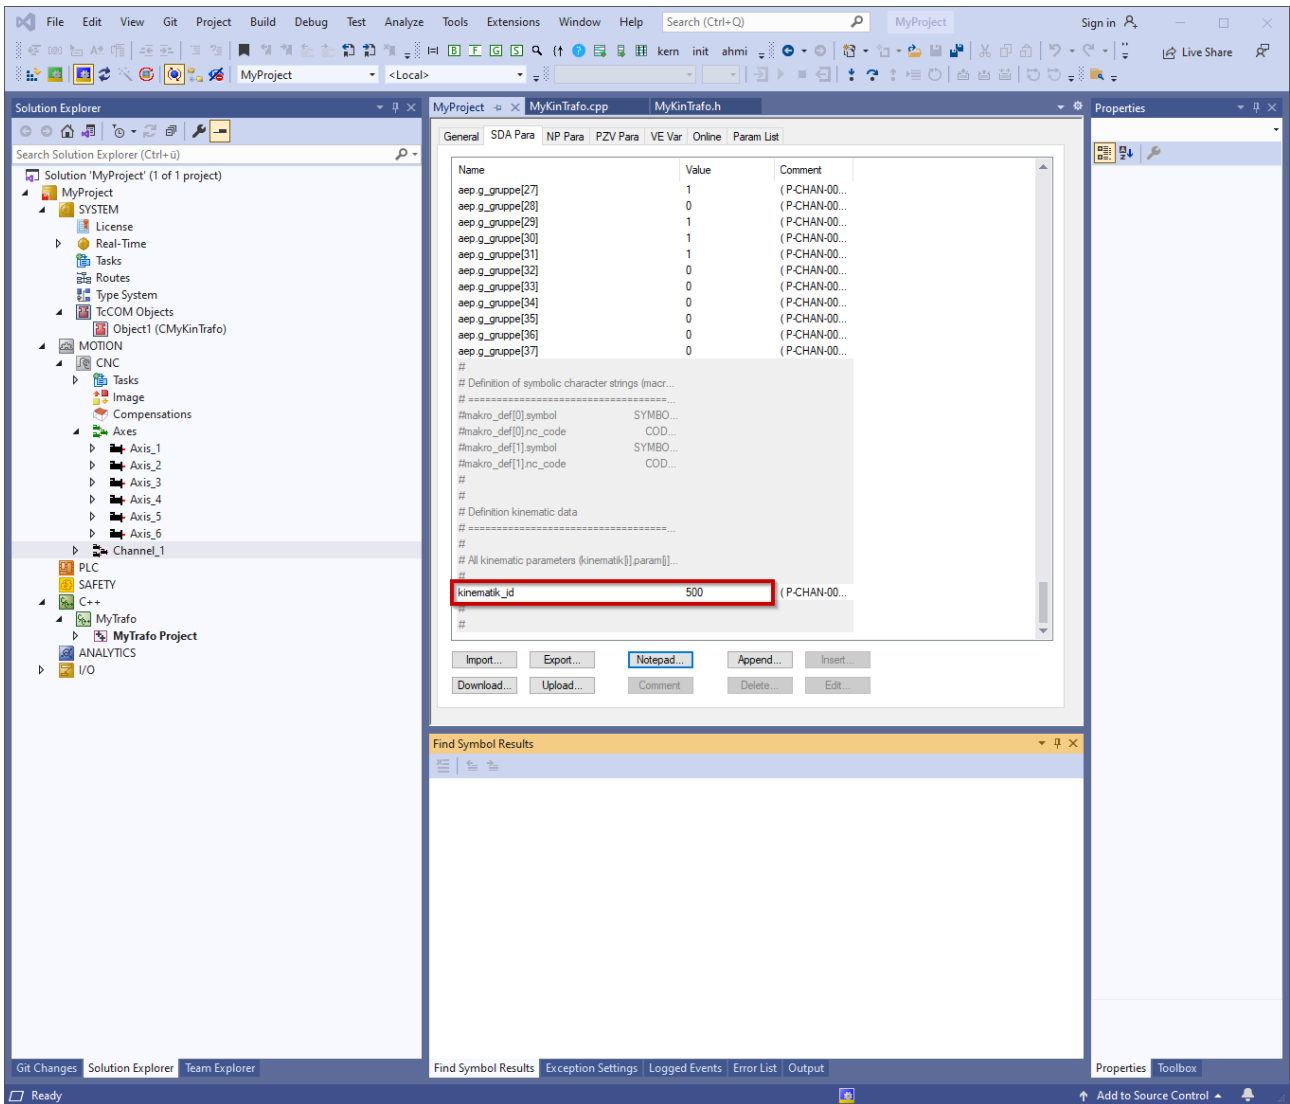 File Edit View Git Project Build Debug Test Analyze Tools Extensions Window Help Search (Ctrl+Q) MyProject Sign in
B F G S kern init ahmi Live Share
MyProject <Local>
Solution Explorer
Search Solution Explorer (Ctrl+ü)
Solution 'MyProject' (1 of 1 project)
MyProject
SYSTEM
License
Real-Time
Tasks
Routes
Type System
TcCOM Objects
Object1 (CMyKinTrafo)
MOTION
CNC
Tasks
Image
Compensations
Axes
Axis_1
Axis_2
Axis_3
Axis_4
Axis_5
Axis_6
Channel_1
PLC
SAFETY
C++
MyTrafo
MyTrafo Project
ANALYTICS
I/O
Git Changes Solution Explorer Team Explorer
MyProject MyKinTrafo.cpp MyKinTrafo.h
General SDA Para NP Para PZV Para VE Var Online Param List
Name Value Comment
aep.g_gruppe[27] 1 ( P-CHAN-00...
aep.g_gruppe[28] 0 ( P-CHAN-00...
aep.g_gruppe[29] 1 ( P-CHAN-00...
aep.g_gruppe[30] 1 ( P-CHAN-00...
aep.g_gruppe[31] 1 ( P-CHAN-00...
aep.g_gruppe[32] 0 ( P-CHAN-00...
aep.g_gruppe[33] 0 ( P-CHAN-00...
aep.g_gruppe[34] 0 ( P-CHAN-00...
aep.g_gruppe[35] 0 ( P-CHAN-00...
aep.g_gruppe[36] 0 ( P-CHAN-00...
aep.g_gruppe[37] 0 ( P-CHAN-00...
#
# Definition of symbolic character strings (macr...
# ===================================...
#makro_def[0].symbol SYMBO...
#makro_def[0].nc_code COD...
#makro_def[1].symbol SYMBO...
#makro_def[1].nc_code COD...
#
#
# Definition kinematic data
# ===================================...
#
# All kinematic parameters (kinematik[i].param[j]...
#
kinematik_id 500 ( P-CHAN-00...
#
#
Import... Export... Notepad... Append... Insert...
Download... Upload... Comment Delete... Edit...
Find Symbol Results
Find Symbol Results Exception Settings Logged Events Error List Output
Properties
Properties Toolbox
Ready Add to Source Control